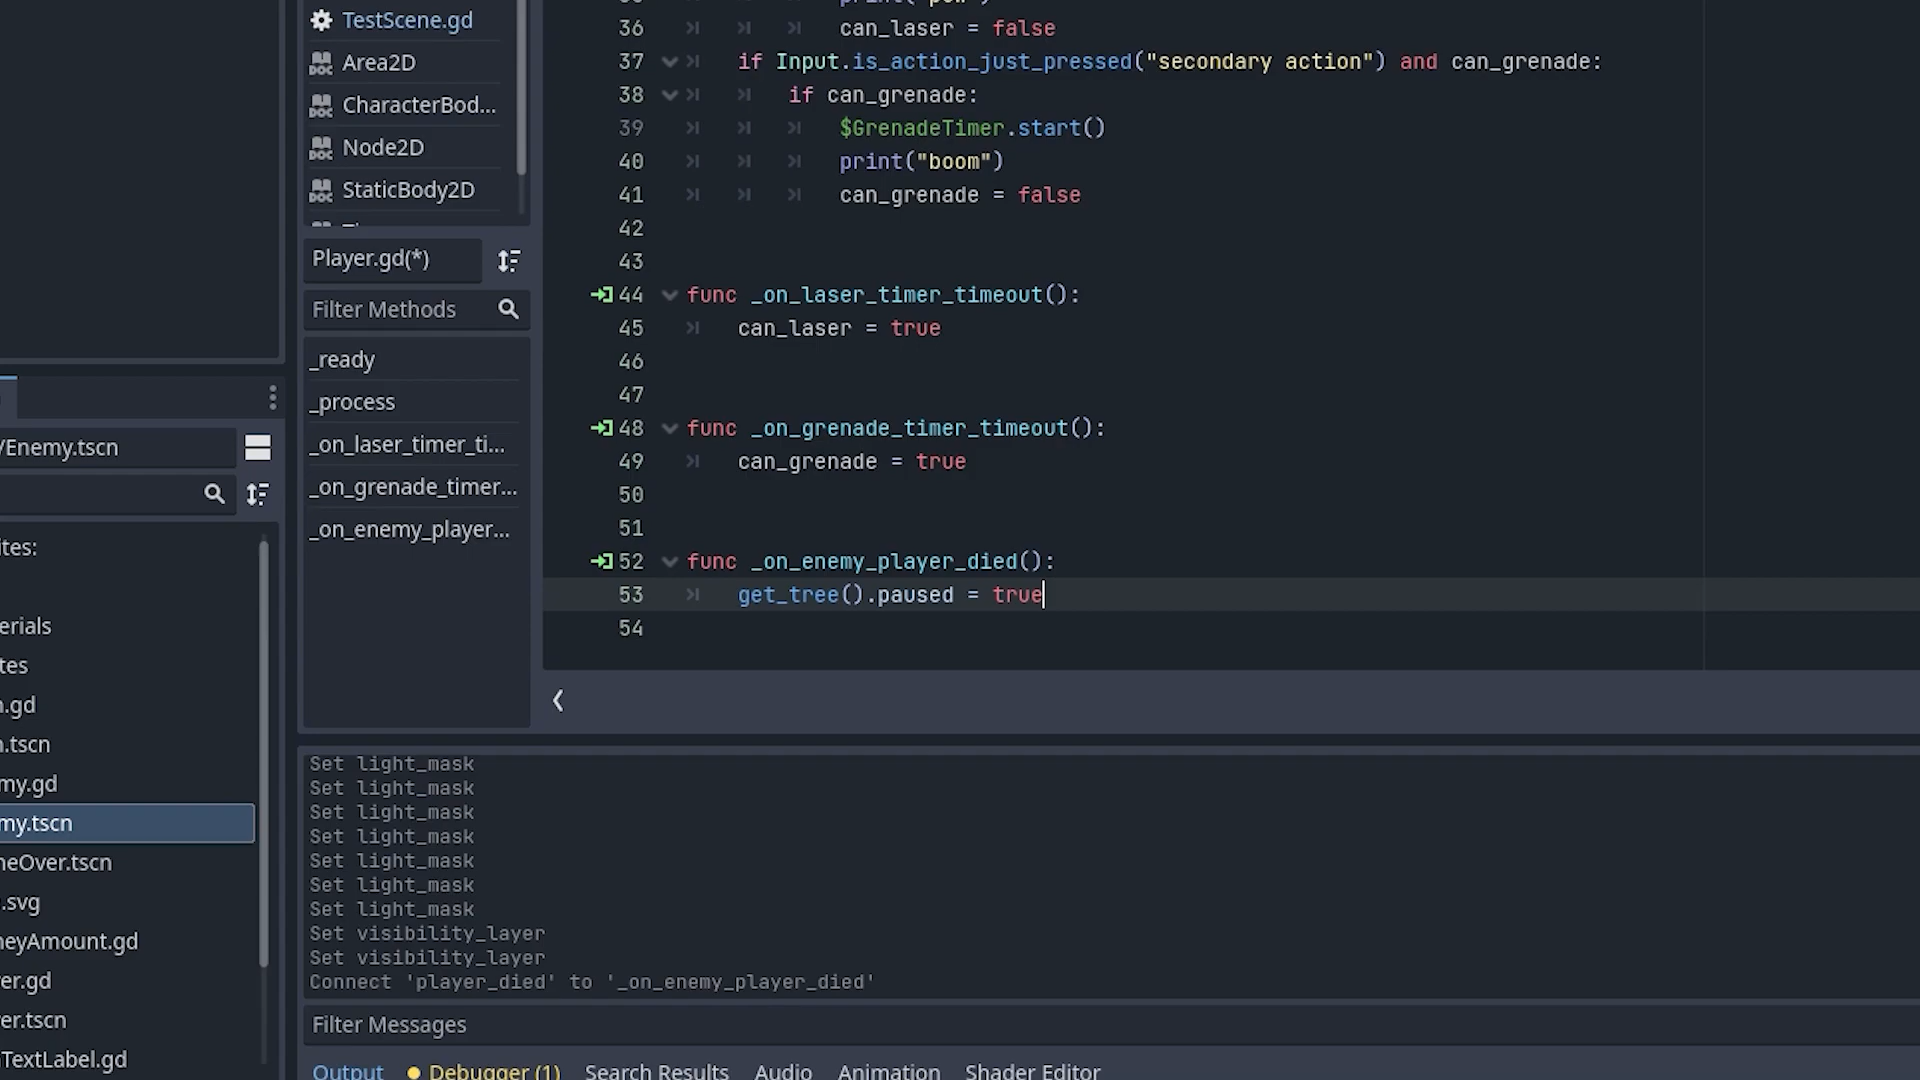 TestScene.gd
Area2D
CharacterBod...
Node2D
StaticBody2D
Player.gd(*)
Filter Methods
_ready
_process
_on_laser_timer_ti...
_on_grenade_timer...
_on_enemy_player...
/Enemy.tscn
ites:
erials
tes
.gd
.tscn
my.gd
my.tscn
neOver.tscn
.svg
neyAmount.gd
er.gd
er.tscn
TextLabel.gd
36 can_laser = false
37 if Input.is_action_just_pressed("secondary action") and can_grenade:
38 if can_grenade:
39 $GrenadeTimer.start()
40 print("boom")
41 can_grenade = false
42
43
44 func _on_laser_timer_timeout():
45 can_laser = true
46
47
48 func _on_grenade_timer_timeout():
49 can_grenade = true
50
51
52 func _on_enemy_player_died():
53 get_tree().paused = true
54
Set light_mask
Set light_mask
Set light_mask
Set light_mask
Set light_mask
Set light_mask
Set light_mask
Set visibility_layer
Set visibility_layer
Connect 'player_died' to '_on_enemy_player_died'
Filter Messages
Output Debugger (1) Search Results Audio Animation Shader Editor